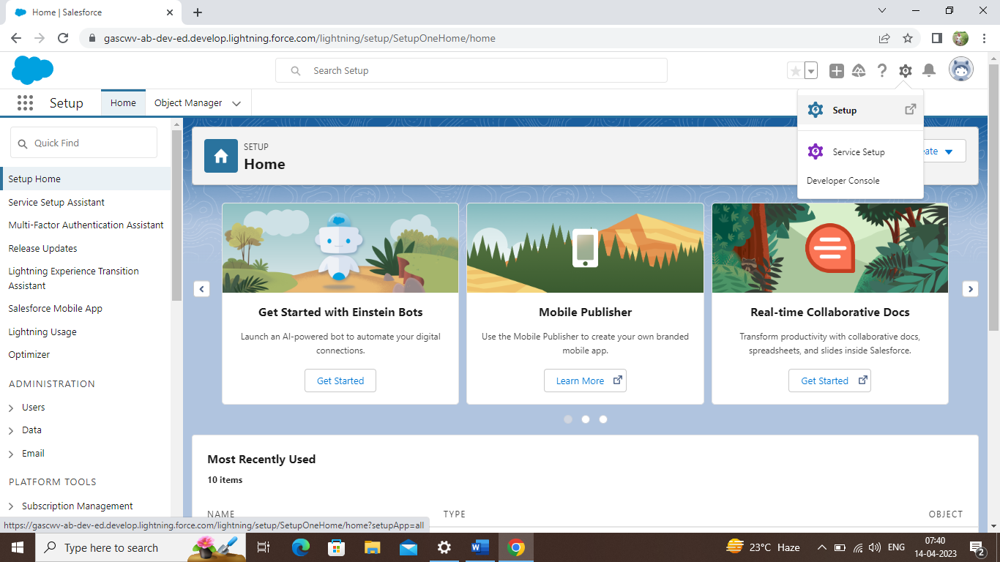 Home | Salesforce
gascwv-ab-dev-ed.develop.lightning.force.com/lightning/setup/SetupOneHome/home
Search Setup
Setup
Home
Object Manager
Setup
Service Setup
Developer Console
Quick Find
Setup Home
Service Setup Assistant
Multi-Factor Authentication Assistant
Release Updates
Lightning Experience Transition
Assistant
Salesforce Mobile App
Lightning Usage
Optimizer
ADMINISTRATION
Users
Data
Email
PLATFORM TOOLS
Subscription Management
SETUP
Home
eate
Get Started with Einstein Bots
Launch an AI-powered bot to automate your digital
connections.
Get Started
Mobile Publisher
Use the Mobile Publisher to create your own branded
mobile app.
Learn More
Real-time Collaborative Docs
Transform productivity with collaborative docs,
spreadsheets, and slides inside Salesforce.
Get Started
Most Recently Used
10 items
NAME TYPE OBJECT
https://gascwv-ab-dev-ed.develop.lightning.force.com/lightning/setup/SetupOneHome/home?setupApp=all
Type here to search
23°C Haze
ENG
07:40
14-04-2023
2